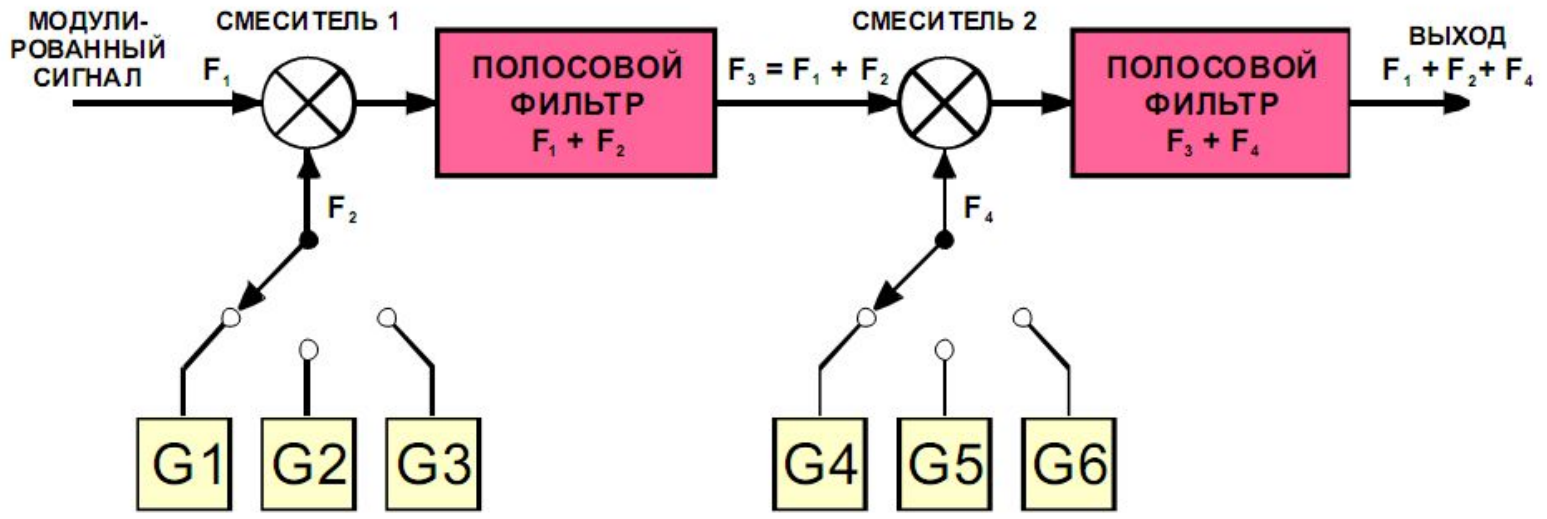 МОДУЛИ-
РОВАННЫЙ
СИГНАЛ
F₁
СМЕСИТЕЛЬ 1
ПОЛОСОВОЙ
ФИЛЬТР
F₁ + F₂
F₃ = F₁ + F₂
СМЕСИТЕЛЬ 2
ПОЛОСОВОЙ
ФИЛЬТР
F₃ + F₄
ВЫХОД
F₁ + F₂ + F₄
F₂
F₄
G1
G2
G3
G4
G5
G6